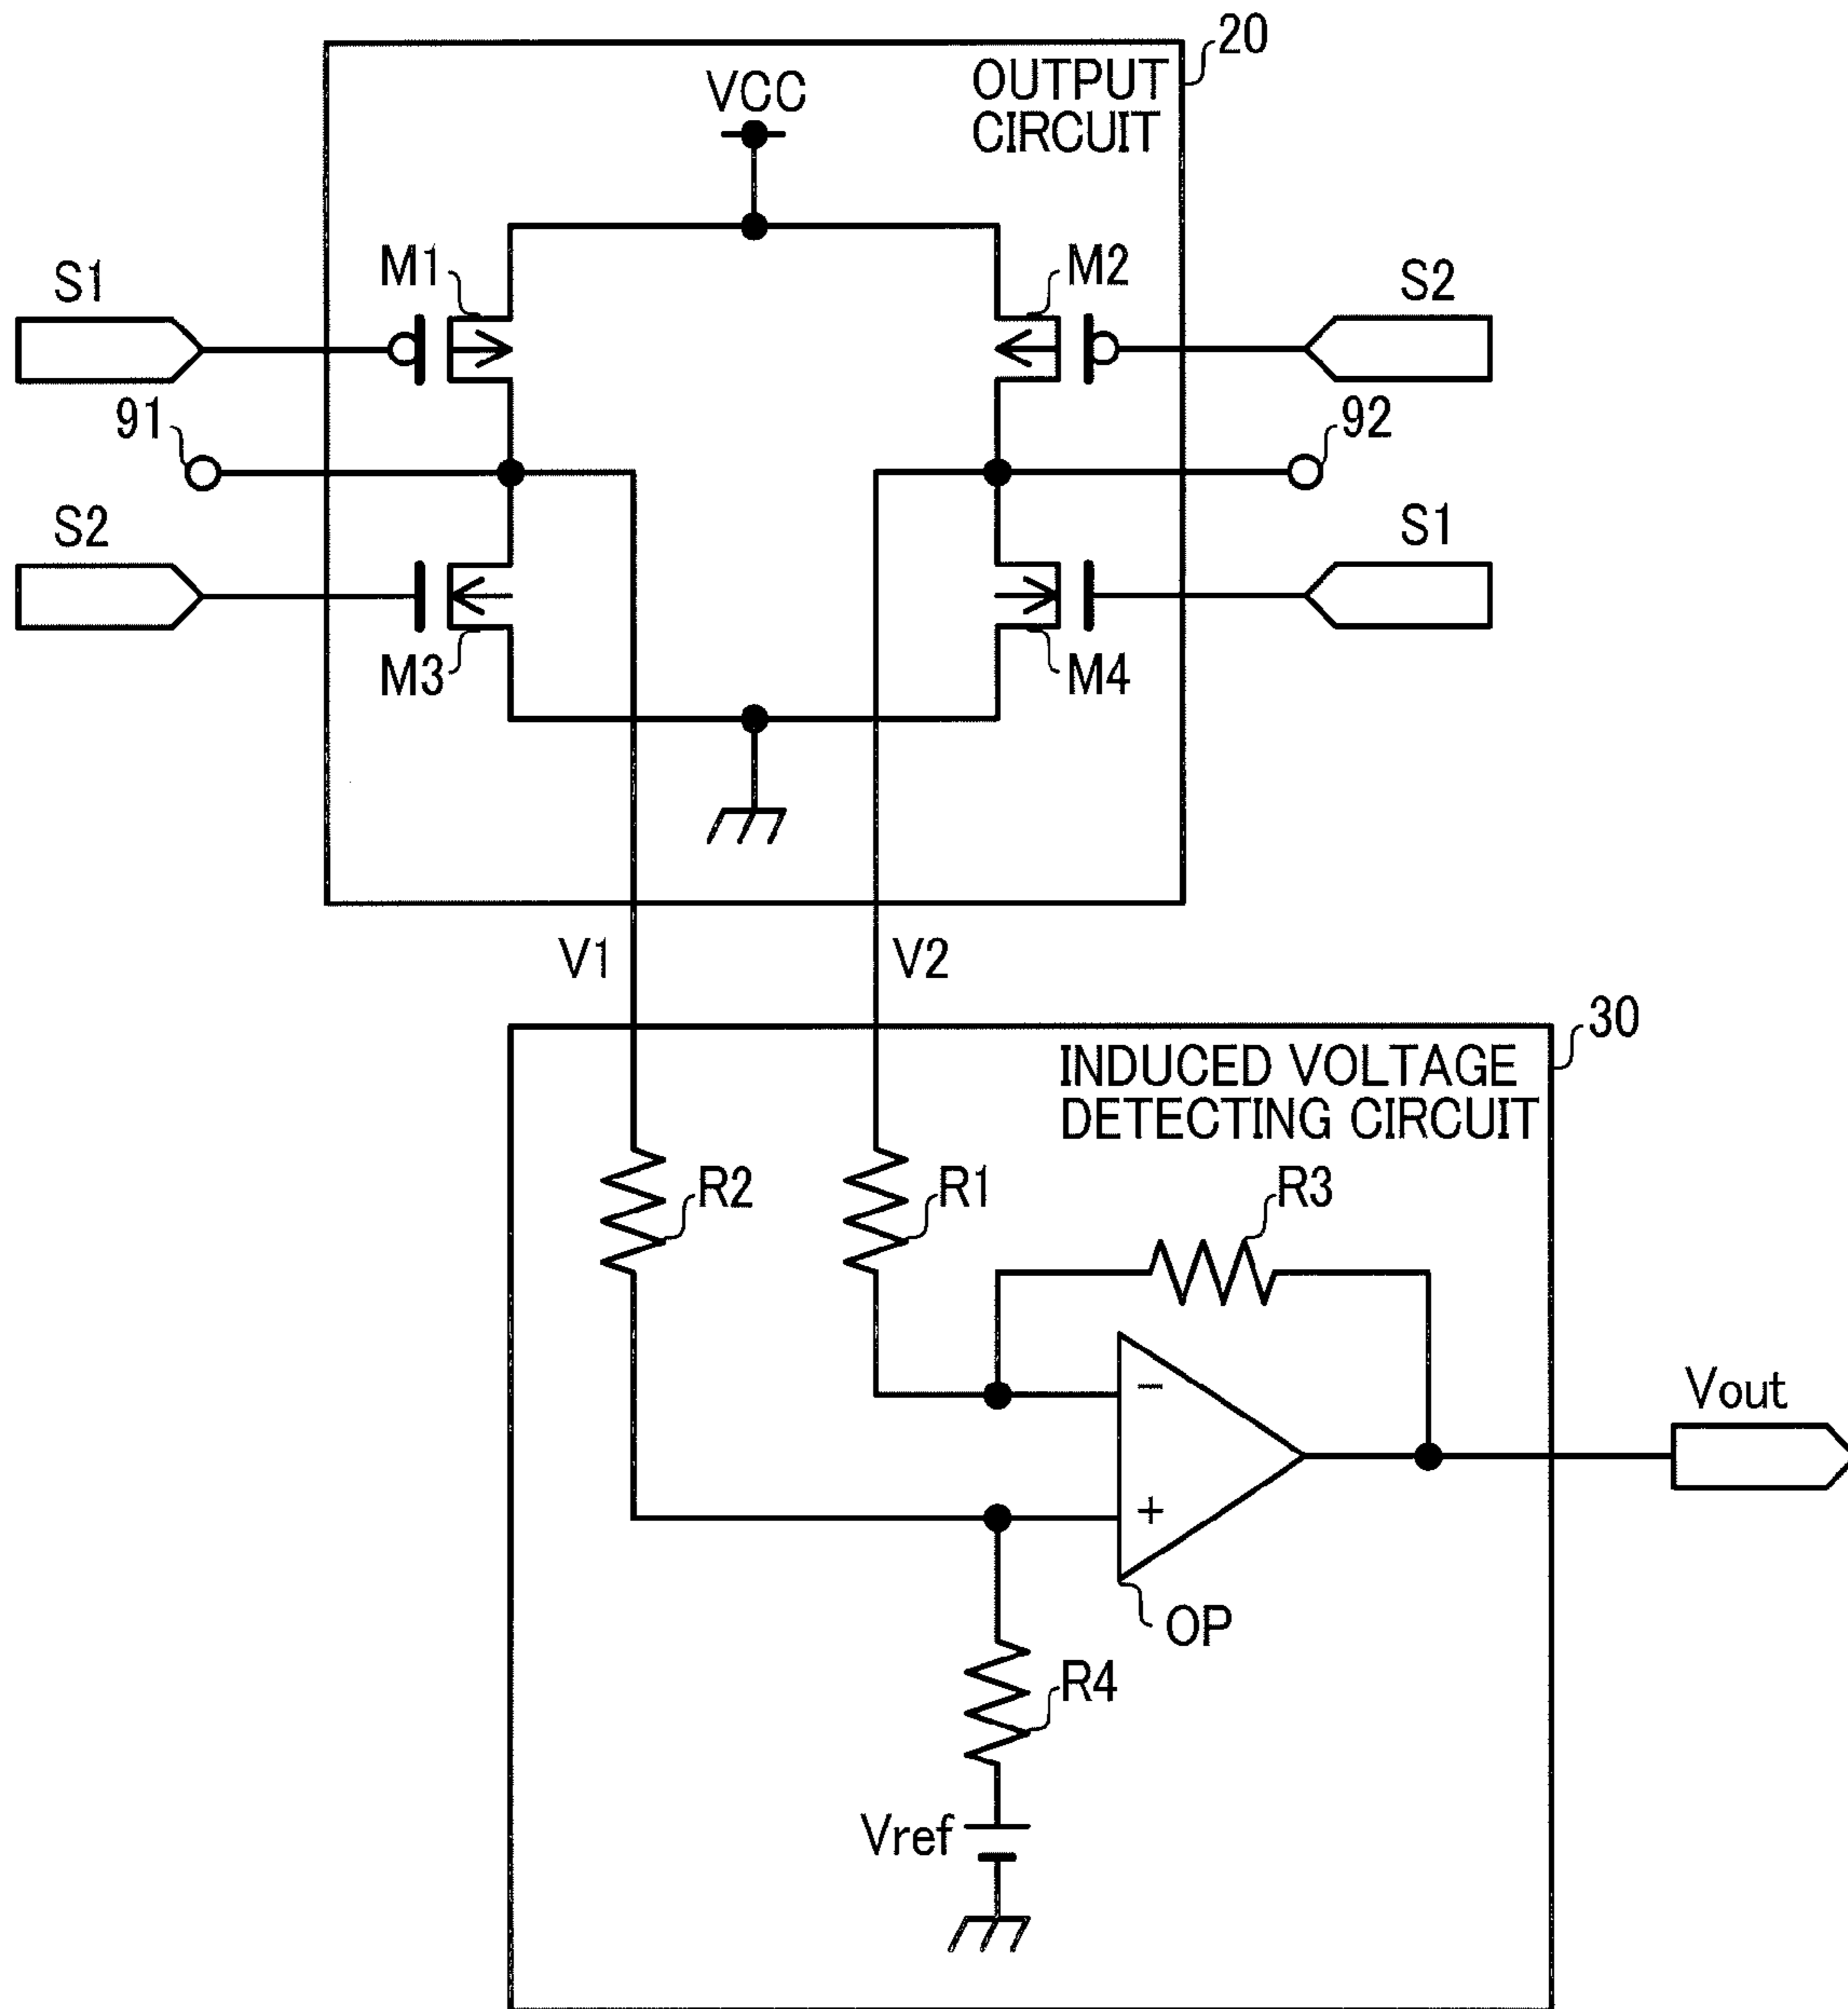 20
OUTPUT
CIRCUIT
VCC
M1
M2
S1
S2
91
92
S2
S1
M3
M4
V1
V2
30
INDUCED VOLTAGE
DETECTING CIRCUIT
R2
R1
R3
−
Vout
+
OP
R4
Vref